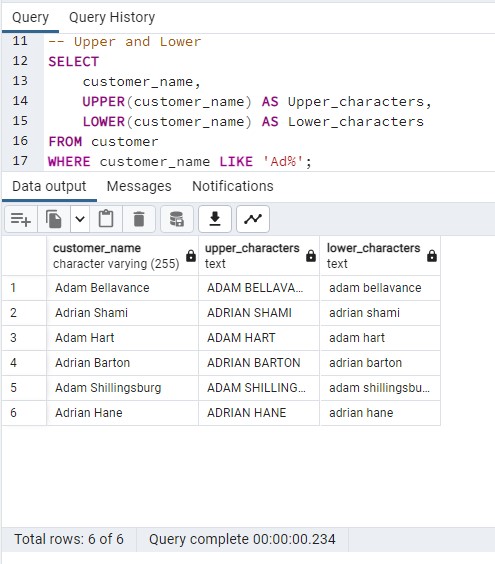 Query Query History
11 -- Upper and Lower
12 SELECT
13 customer_name,
14 UPPER(customer_name) AS Upper_characters,
15 LOWER(customer_name) AS Lower_characters
16 FROM customer
17 WHERE customer_name LIKE 'Ad%';
Data output Messages Notifications
customer_name upper_characters lower_characters
character varying (255) text text
1 Adam Bellavance ADAM BELLAVA... adam bellavance
2 Adrian Shami ADRIAN SHAMI adrian shami
3 Adam Hart ADAM HART adam hart
4 Adrian Barton ADRIAN BARTON adrian barton
5 Adam Shillingsburg ADAM SHILLING... adam shillingsbu...
6 Adrian Hane ADRIAN HANE adrian hane
Total rows: 6 of 6 Query complete 00:00:00.234